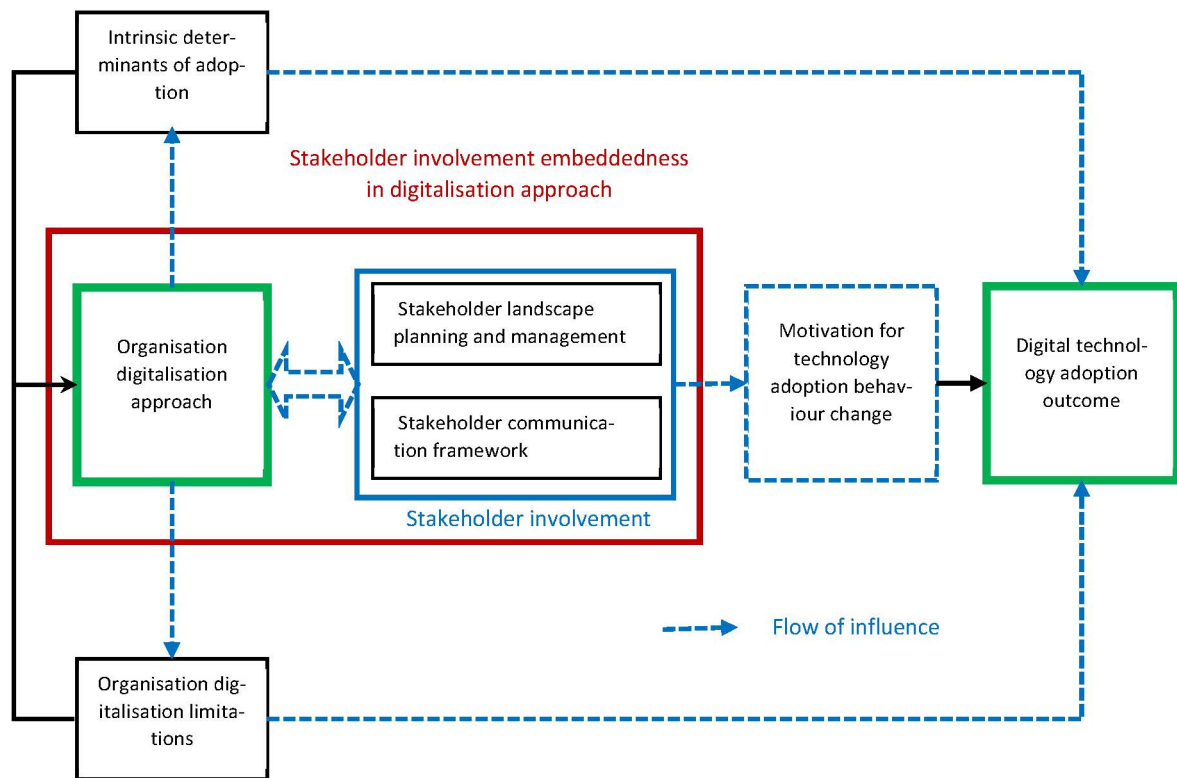 Intrinsic deter-
minants of adop-
tion
Stakeholder involvement embeddedness
in digitalisation approach
Organisation
digitalisation
approach
Stakeholder landscape
planning and management
Stakeholder communica-
tion framework
Stakeholder involvement
Motivation for
technology
adoption behav-
iour change
Digital technol-
ogy adoption
outcome
Flow of influence
Organisation dig-
italisation limita-
tions